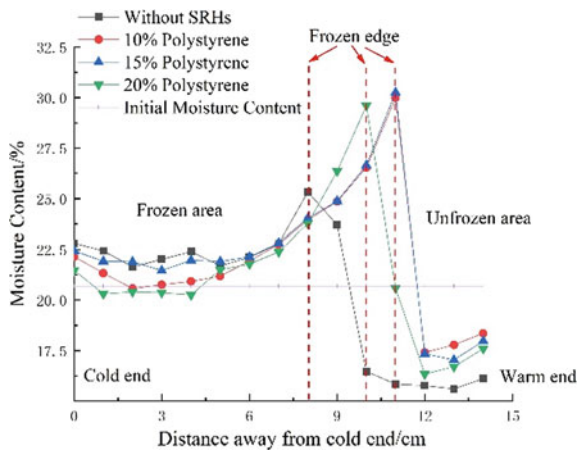 Without SRHs
10% Polystyrene
15% Polystyrene
20% Polystyrene
Initial Moisture Content
Frozen edge
Frozen area
Unfrozen area
Cold end
Warm end
32.5
30.0
27.5
25.0
22.5
20.0
17.5
Moisture Content/%
0 3 6 9 12 15
Distance away from cold end/cm